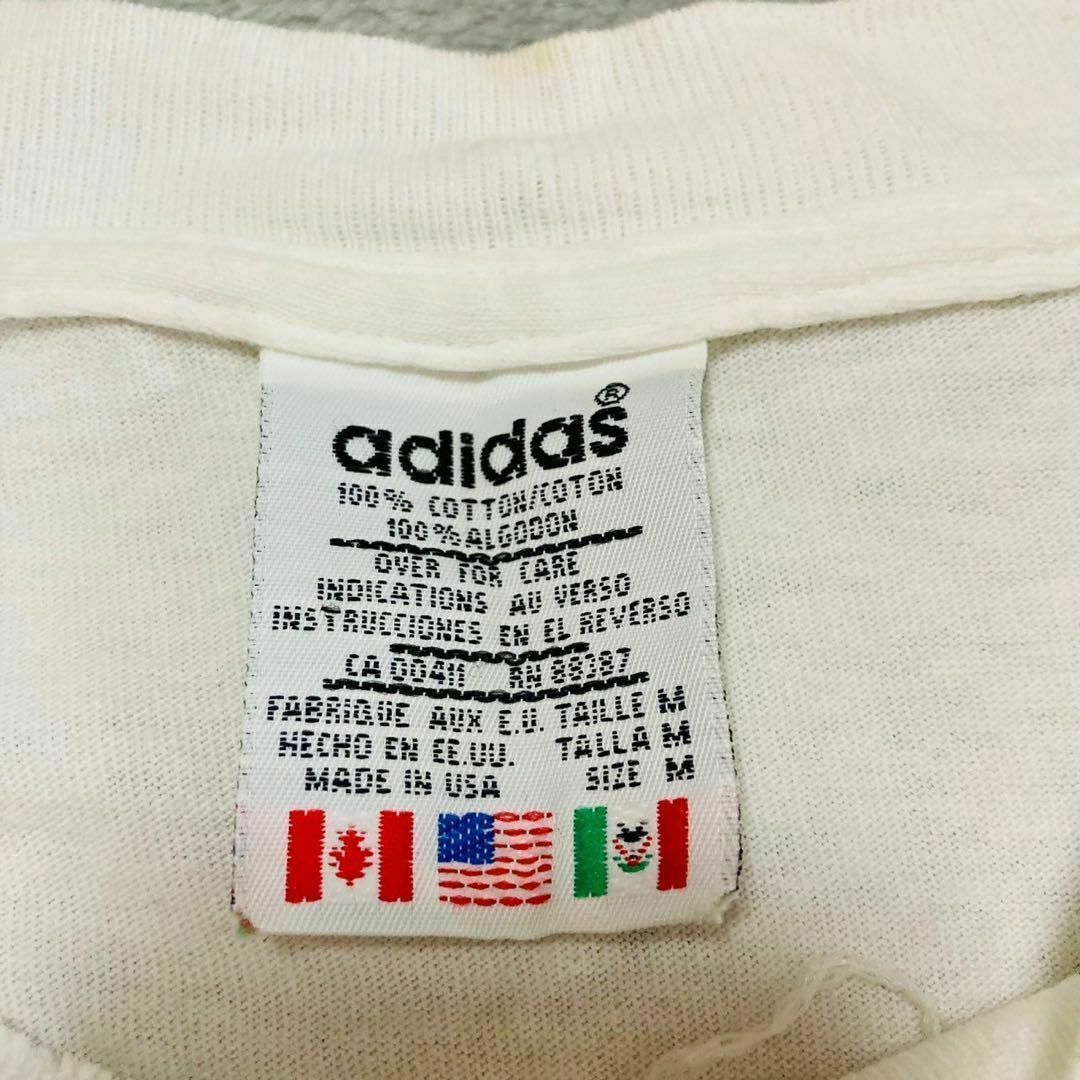 adidas®
100% COTTON/COTON
100% ALGODON
OVER FOR CARE
INDICATIONS AU VERSO
INSTRUCCIONES EN EL REVERSO
CA 00411 RN 88387
FABRIQUE AUX E.U. TAILLE M
HECHO EN EE.UU. TALLA M
MADE IN USA SIZE M